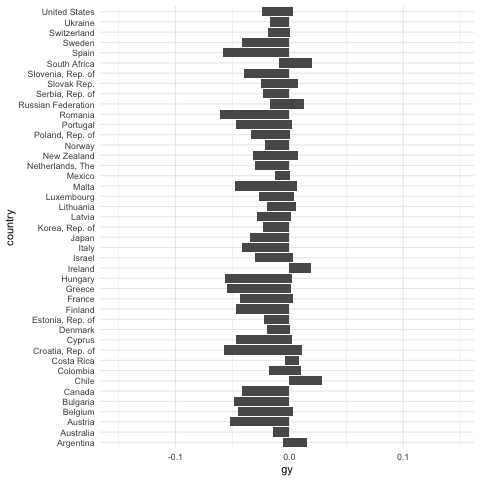 United States
Ukraine
Switzerland
Sweden
Spain
South Africa
Slovenia, Rep. of
Slovak Rep.
Serbia, Rep. of
Russian Federation
Romania
Portugal
Poland, Rep. of
Norway
New Zealand
Netherlands, The
Mexico
Malta
Luxembourg
Lithuania
Latvia
Korea, Rep. of
Japan
Italy
Israel
Ireland
Hungary
Greece
France
Finland
Estonia, Rep. of
Denmark
Cyprus
Croatia, Rep. of
Costa Rica
Colombia
Chile
Canada
Bulgaria
Belgium
Austria
Australia
Argentina
country
-0.1 0.0 0.1
gy